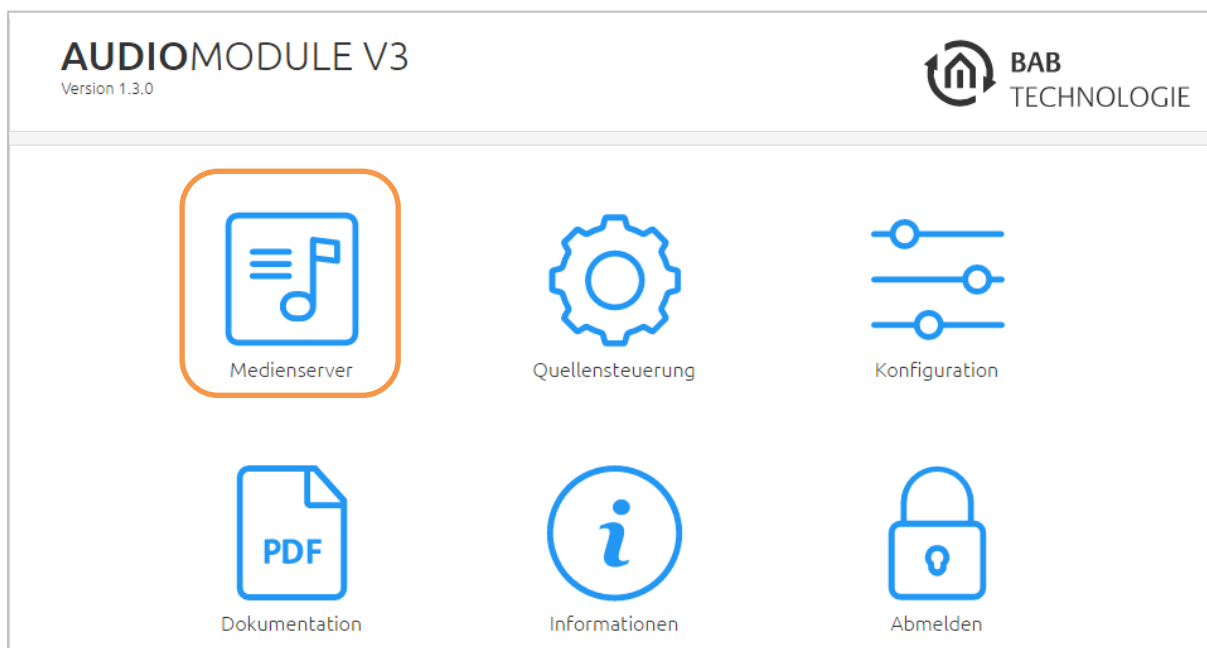 AUDIOMODULE V3
Version 1.3.0
BAB
TECHNOLOGIE
Medienserver
Quellensteuerung
Konfiguration
PDF
i
Dokumentation
Informationen
Abmelden